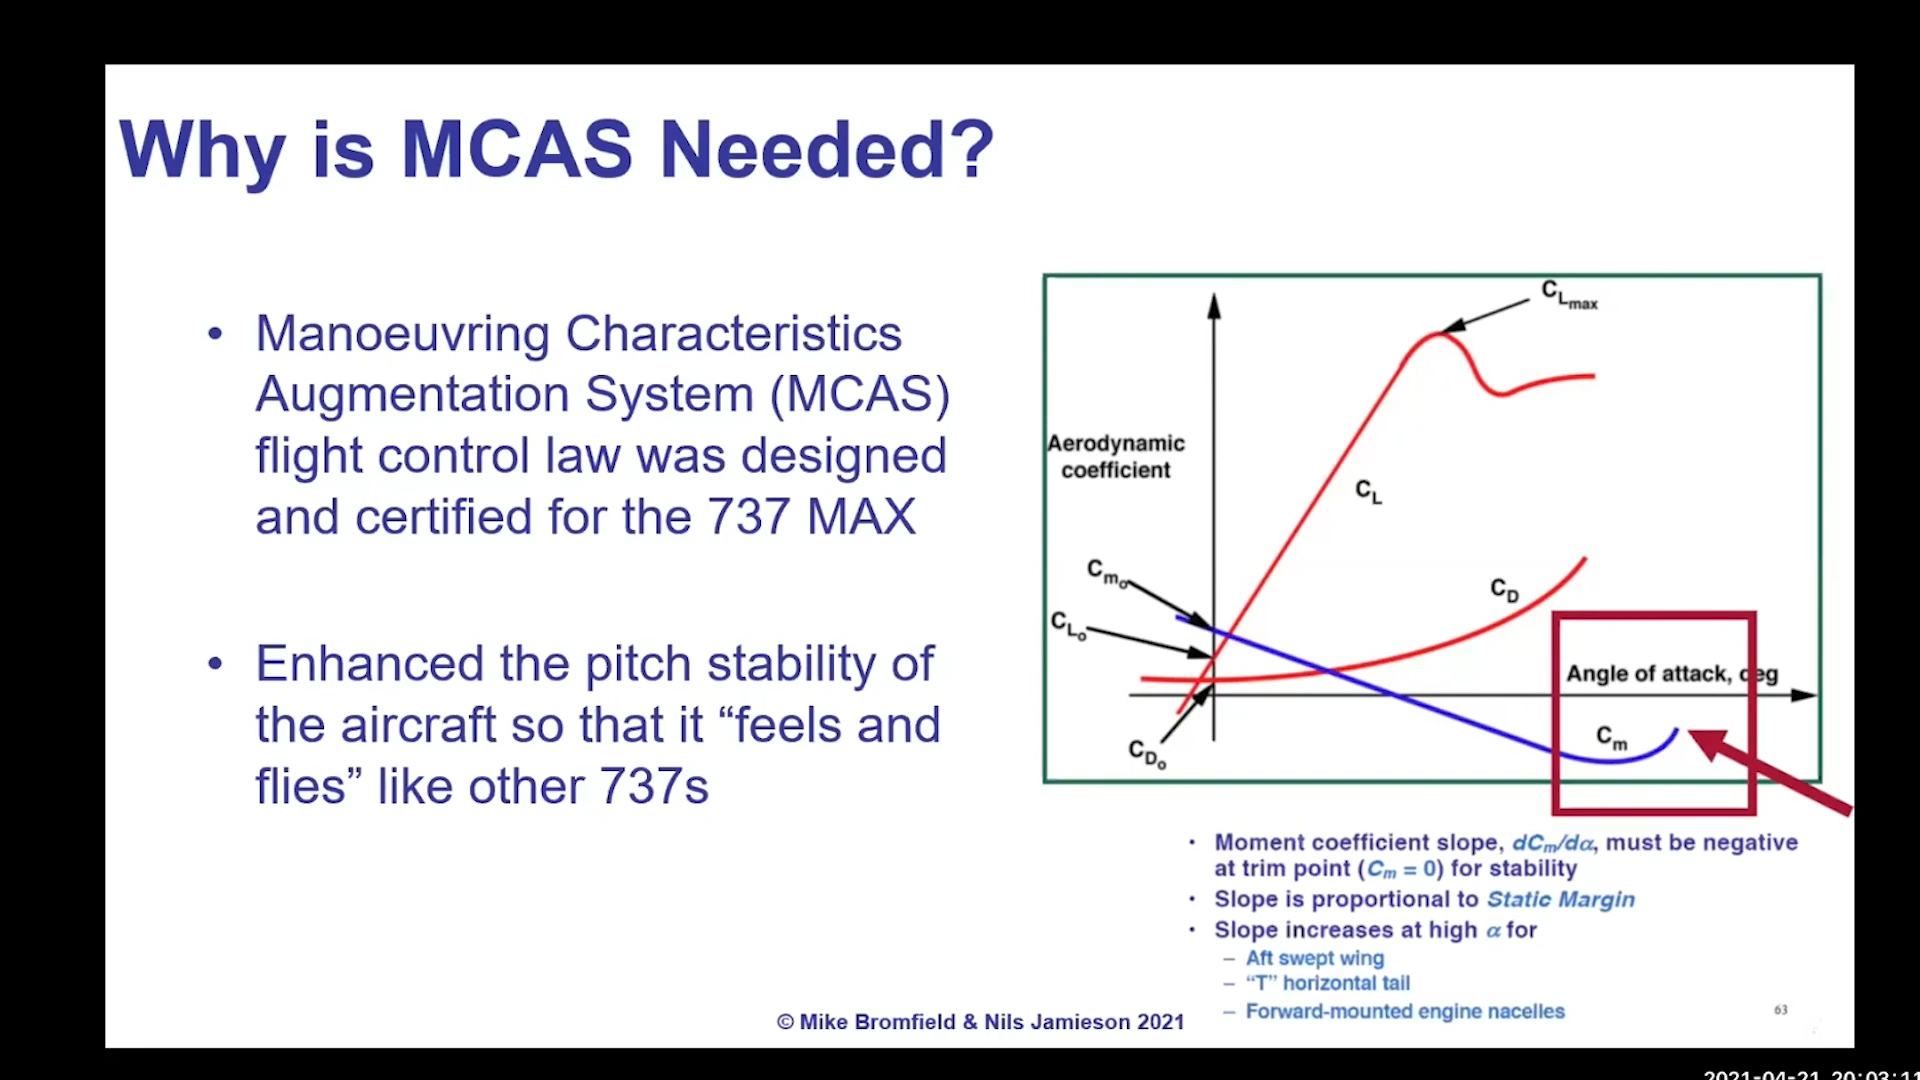 Why is MCAS Needed?
• Manoeuvring Characteristics
Augmentation System (MCAS)
flight control law was designed
and certified for the 737 MAX
• Enhanced the pitch stability of
the aircraft so that it “feels and
flies” like other 737s
CLmax
Aerodynamic
coefficient
CL
Cmo
CLo
CD
Angle of attack, deg
Cm
CDo
• Moment coefficient slope, dCm/dα, must be negative
at trim point (Cm = 0) for stability
• Slope is proportional to Static Margin
• Slope increases at high α for
– Aft swept wing
– “T” horizontal tail
– Forward-mounted engine nacelles
© Mike Bromfield & Nils Jamieson 2021
63
2021-04-21 20:03:11